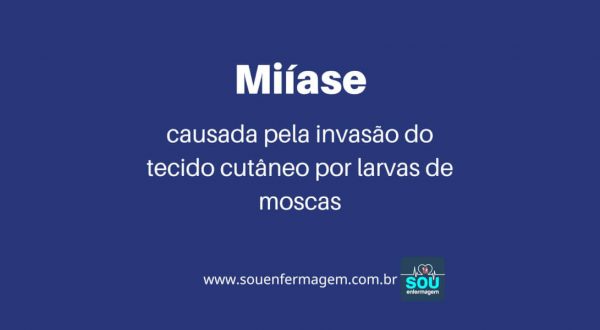 Miíase
causada pela invasão do
tecido cutâneo por larvas de
moscas
www.souenfermagem.com.br
SOU
enfermagem